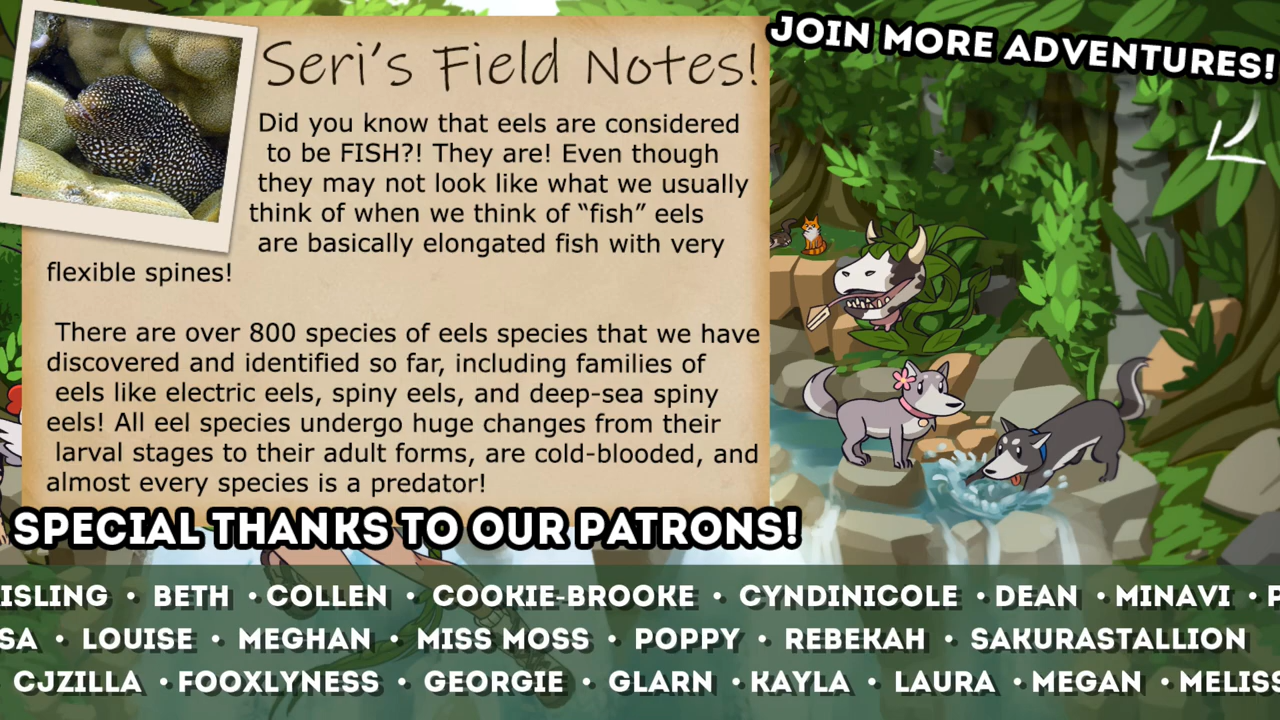 Seri's Field Notes!
JOIN MORE ADVENTURES!
Did you know that eels are considered
to be FISH?! They are! Even though
they may not look like what we usually
think of when we think of “fish” eels
are basically elongated fish with very
flexible spines!
There are over 800 species of eels species that we have
discovered and identified so far, including families of
eels like electric eels, spiny eels, and deep-sea spiny
eels! All eel species undergo huge changes from their
larval stages to their adult forms, are cold-blooded, and
almost every species is a predator!
SPECIAL THANKS TO OUR PATRONS!
ISLING • BETH • COLLEN • COOKIE-BROOKE • CYNDINICOLE • DEAN • MINAVI •
SA • LOUISE • MEGHAN • MISS MOSS • POPPY • REBEKAH • SAKURASTALLION
CJZILLA • FOOXLYNESS • GEORGIE • GLARN • KAYLA • LAURA • MEGAN • MELISS